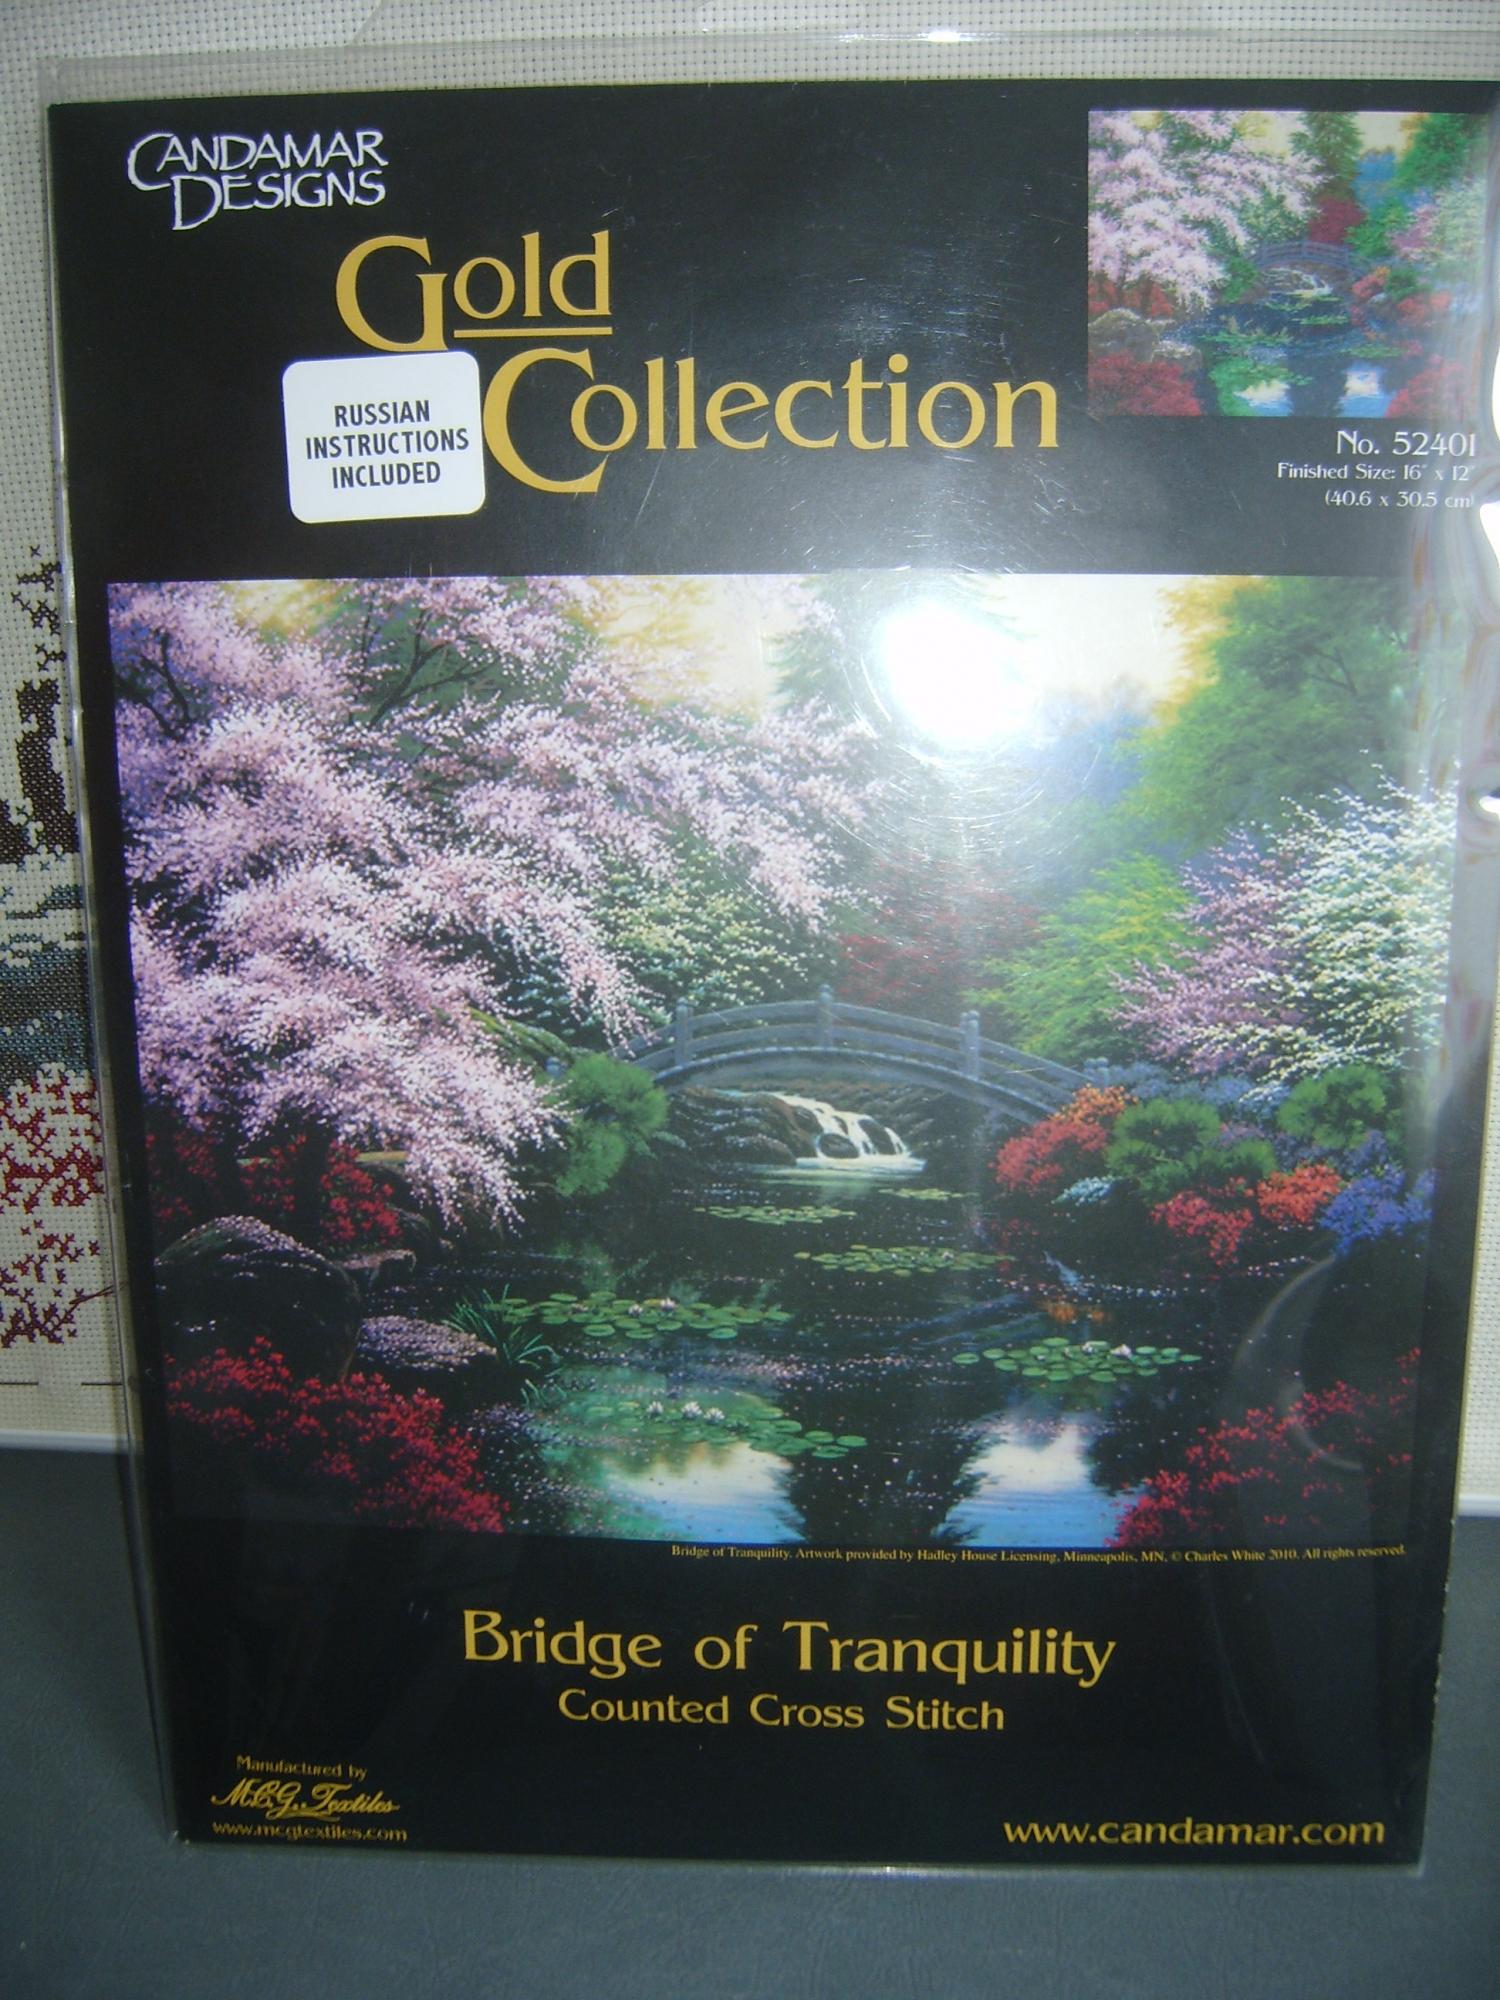 CANDAMAR
DESIGNS
Gold
Collection
RUSSIAN
INSTRUCTIONS
INCLUDED
No. 52401
Finished Size: 16" x 12"
(40.6 x 30.5 cm)
Bridge of Tranquility. Artwork provided by Hadley House Licensing, Minneapolis, MN. © Charles White 2010. All rights reserved.
Bridge of Tranquility
Counted Cross Stitch
Manufactured by
M.C.G. Textiles
www.mcgtextiles.com
www.candamar.com